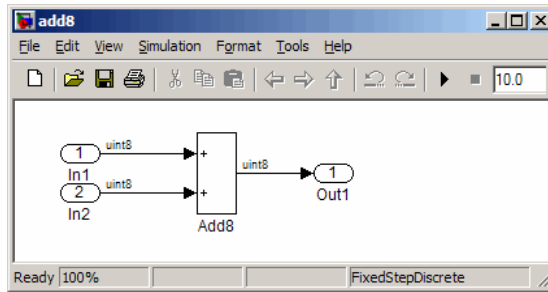 add8
File Edit View Simulation Format Tools Help
10.0
1 uint8
In1
+
uint8
1
Out1
2 uint8
In2
+
Add8
Ready 100% FixedStepDiscrete